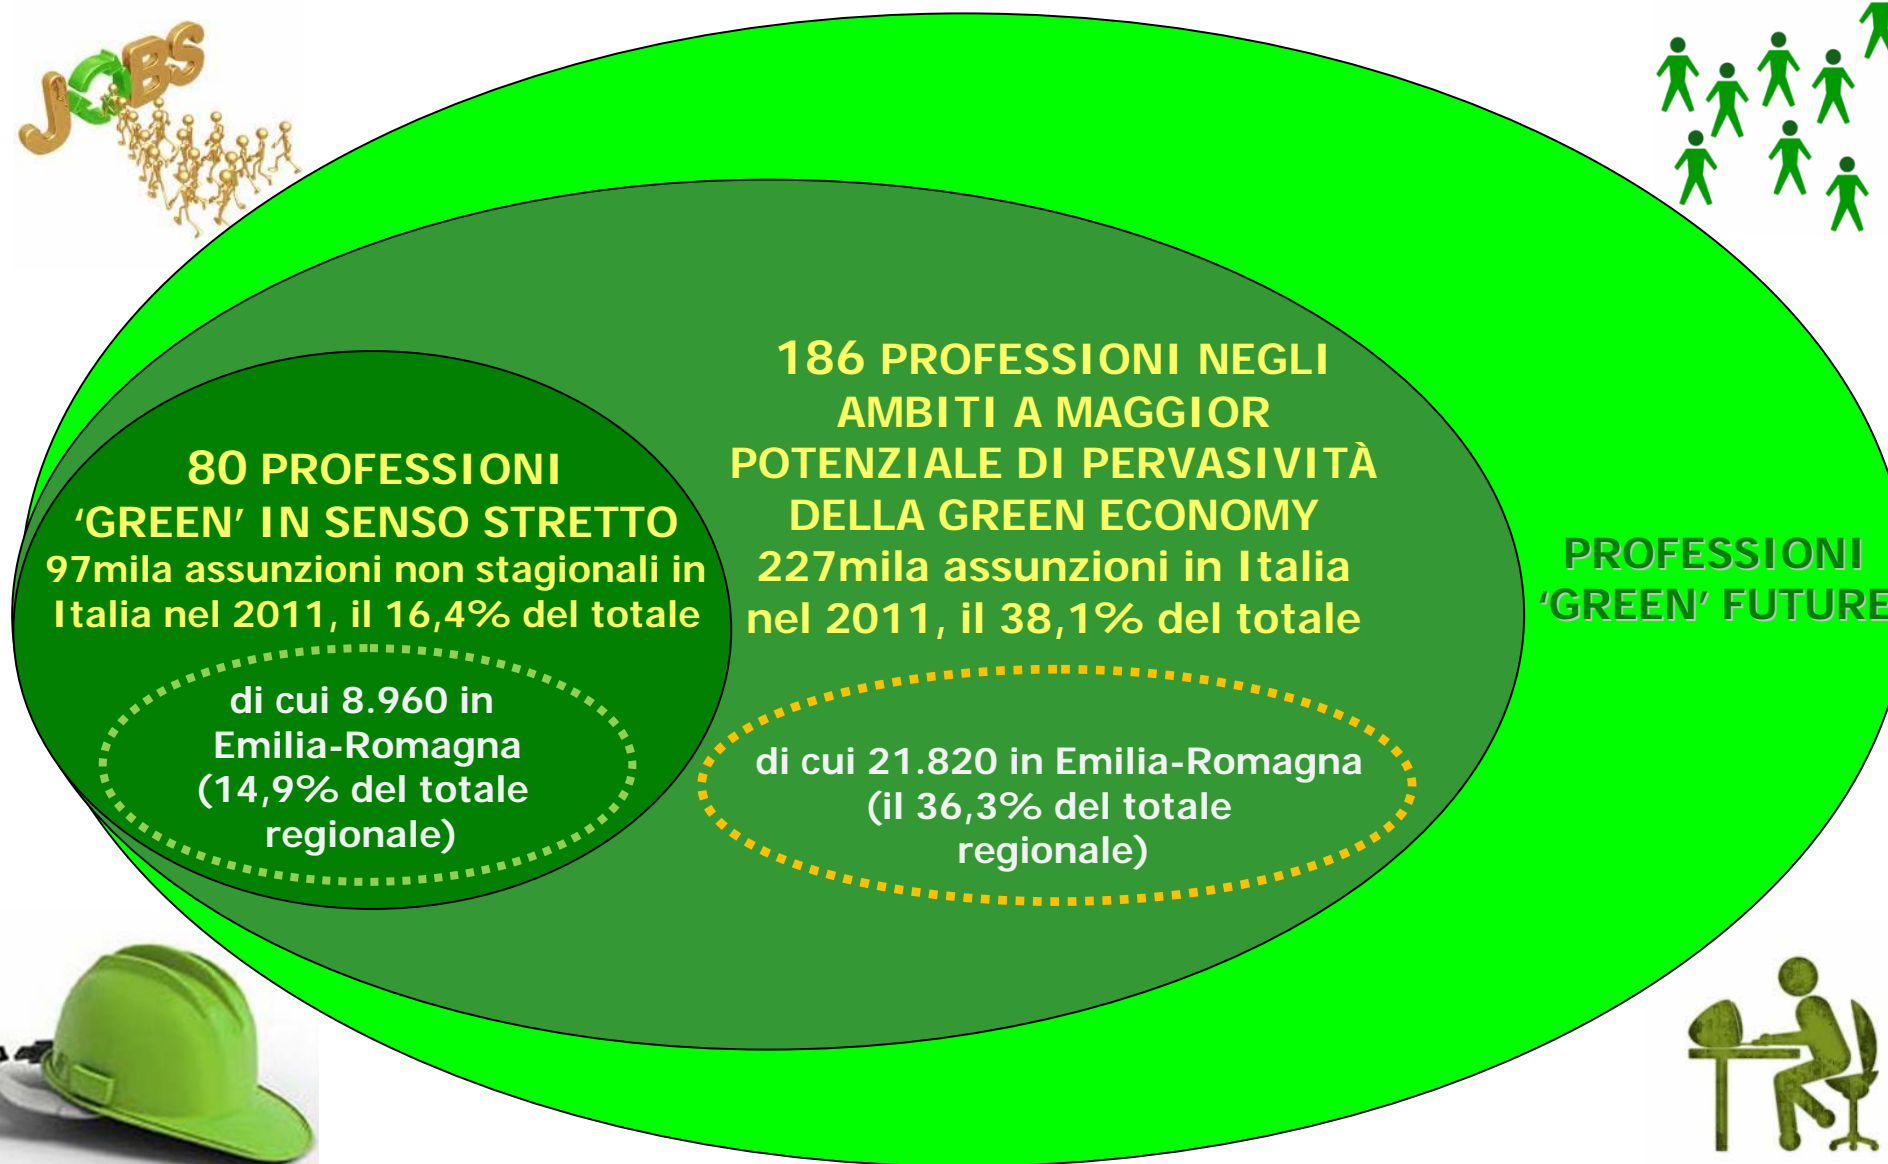 JOBS
186 PROFESSIONI NEGLI
AMBITI A MAGGIOR
POTENZIALE DI PERVASIVITÀ
DELLA GREEN ECONOMY
227mila assunzioni in Italia
nel 2011, il 38,1% del totale
di cui 21.820 in Emilia-Romagna
(il 36,3% del totale
regionale)
80 PROFESSIONI
‘GREEN’ IN SENSO STRETTO
97mila assunzioni non stagionali in
Italia nel 2011, il 16,4% del totale
di cui 8.960 in
Emilia-Romagna
(14,9% del totale
regionale)
PROFESSIONI
‘GREEN’ FUTURE